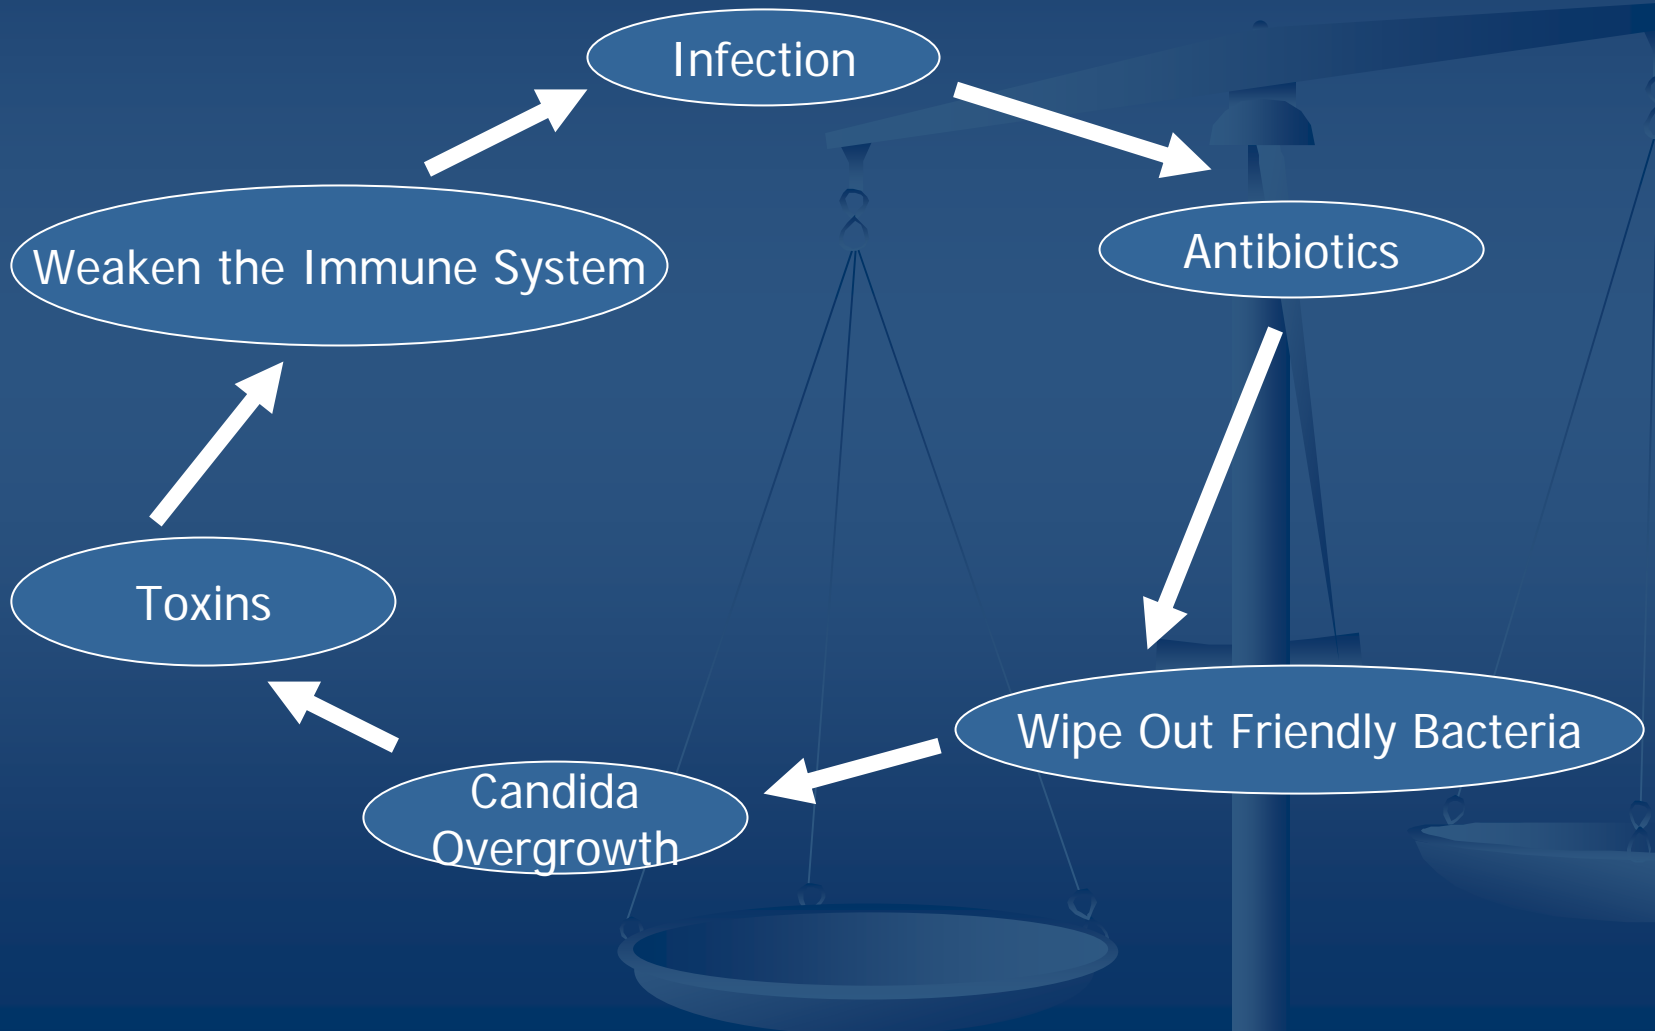 Infection
Antibiotics
Wipe Out Friendly Bacteria
Candida
Overgrowth
Toxins
Weaken the Immune System